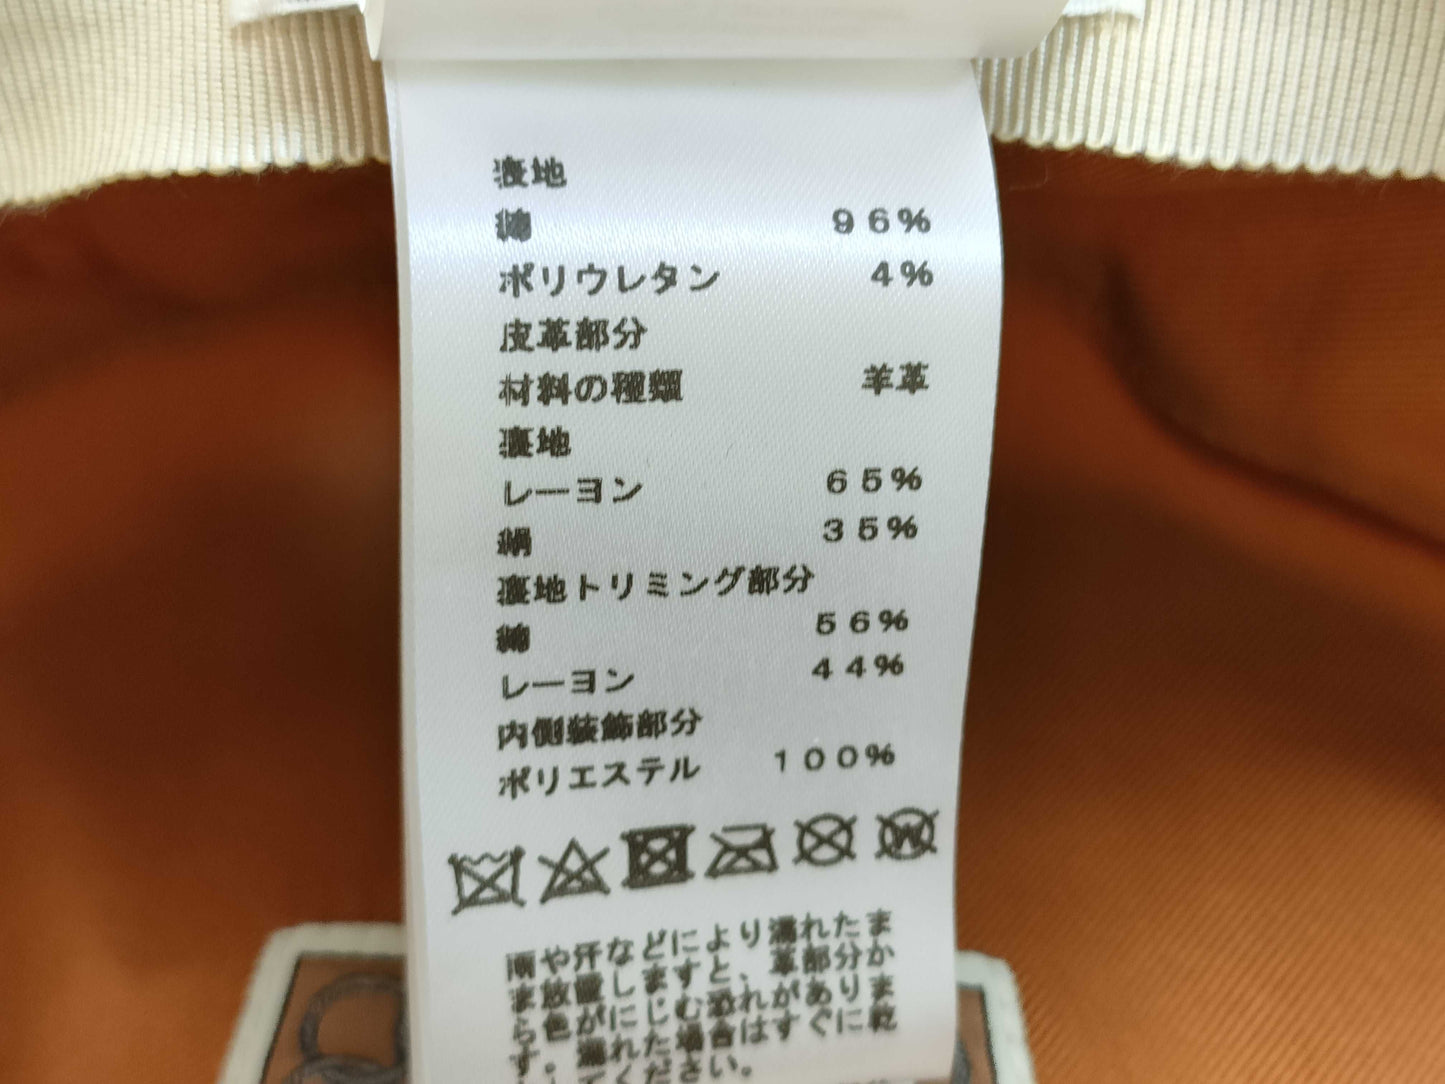 表地
綿 96%
ポリウレタン 4%
皮革部分
材料の種類 羊革
裏地
レーヨン 65%
綿 35%
裏地トリミング部分
綿 56%
レーヨン 44%
内側装飾部分
ポリエステル 100%
雨や汗などにより濡れたま
ま放置しますと、革部分か
ら色がにじむ恐れがありま
す。濡れた場合はすぐに乾
てください。